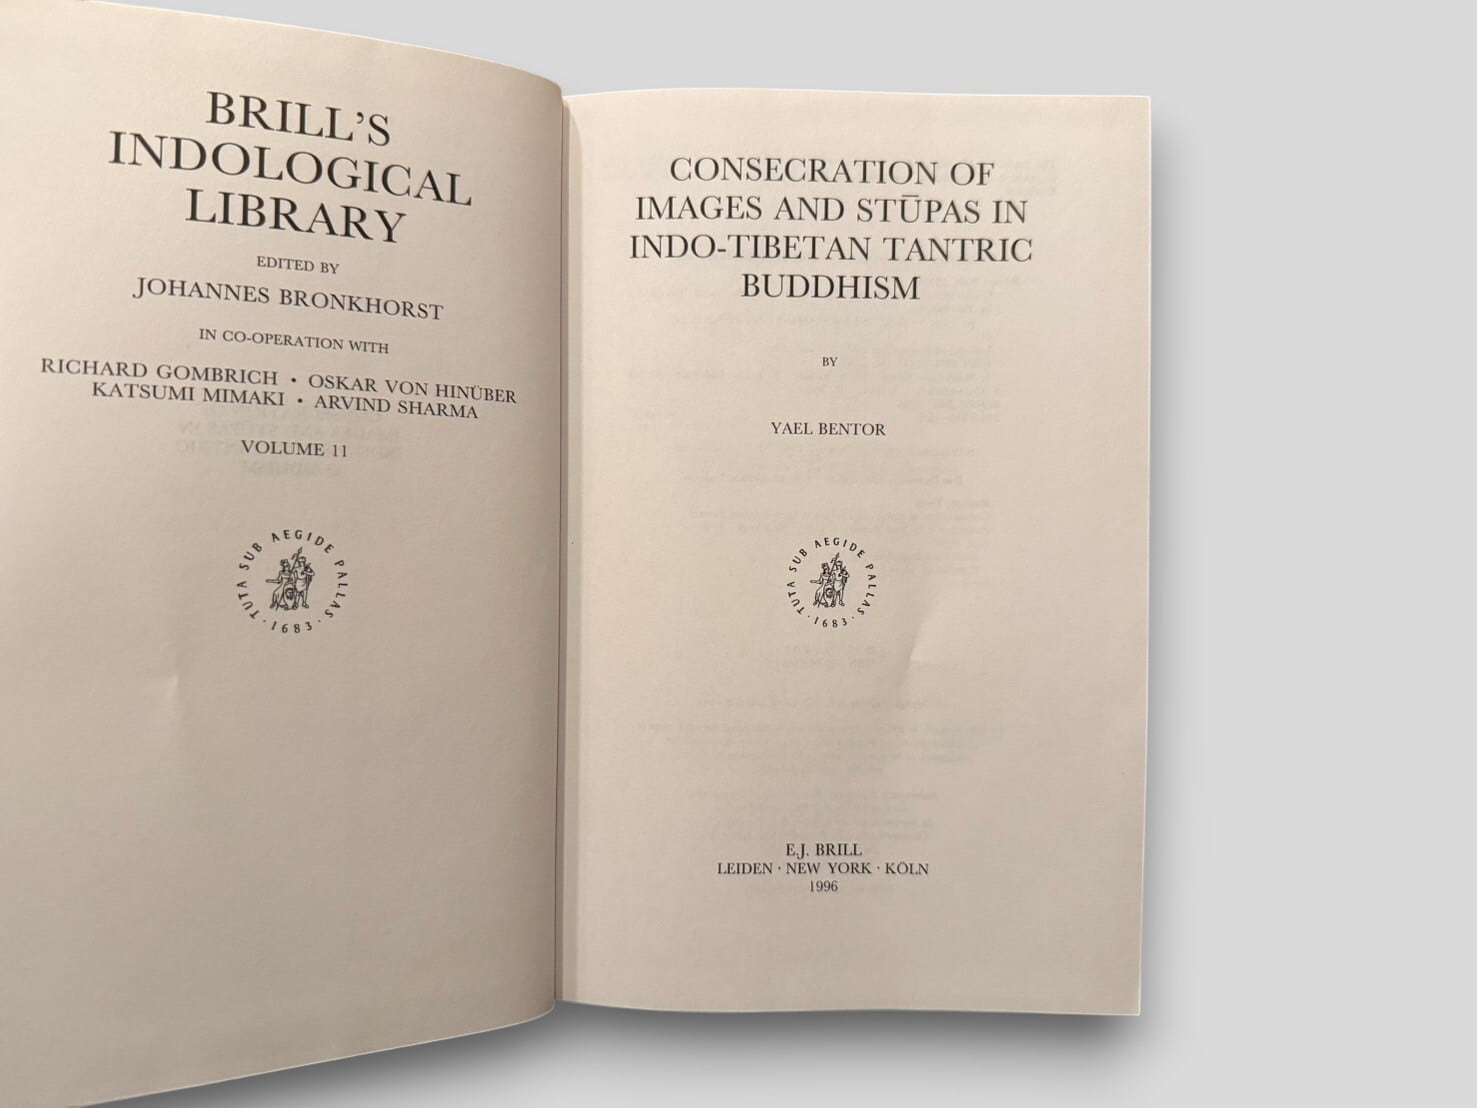 BRILL'S
INDOLOGICAL
LIBRARY
EDITED BY
JOHANNES BRONKHORST
IN CO-OPERATION WITH
RICHARD GOMBRICH • OSKAR VON HINÜBER
KATSUMI MIMAKI • ARVIND SHARMA
VOLUME 11
TUTA SUB AEGIDE PALLAS
· 1683 ·
CONSECRATION OF
IMAGES AND STŪPAS IN
INDO-TIBETAN TANTRIC
BUDDHISM
BY
YAEL BENTOR
TUTA SUB AEGIDE PALLAS
· 1683 ·
E.J. BRILL
LEIDEN · NEW YORK · KÖLN
1996